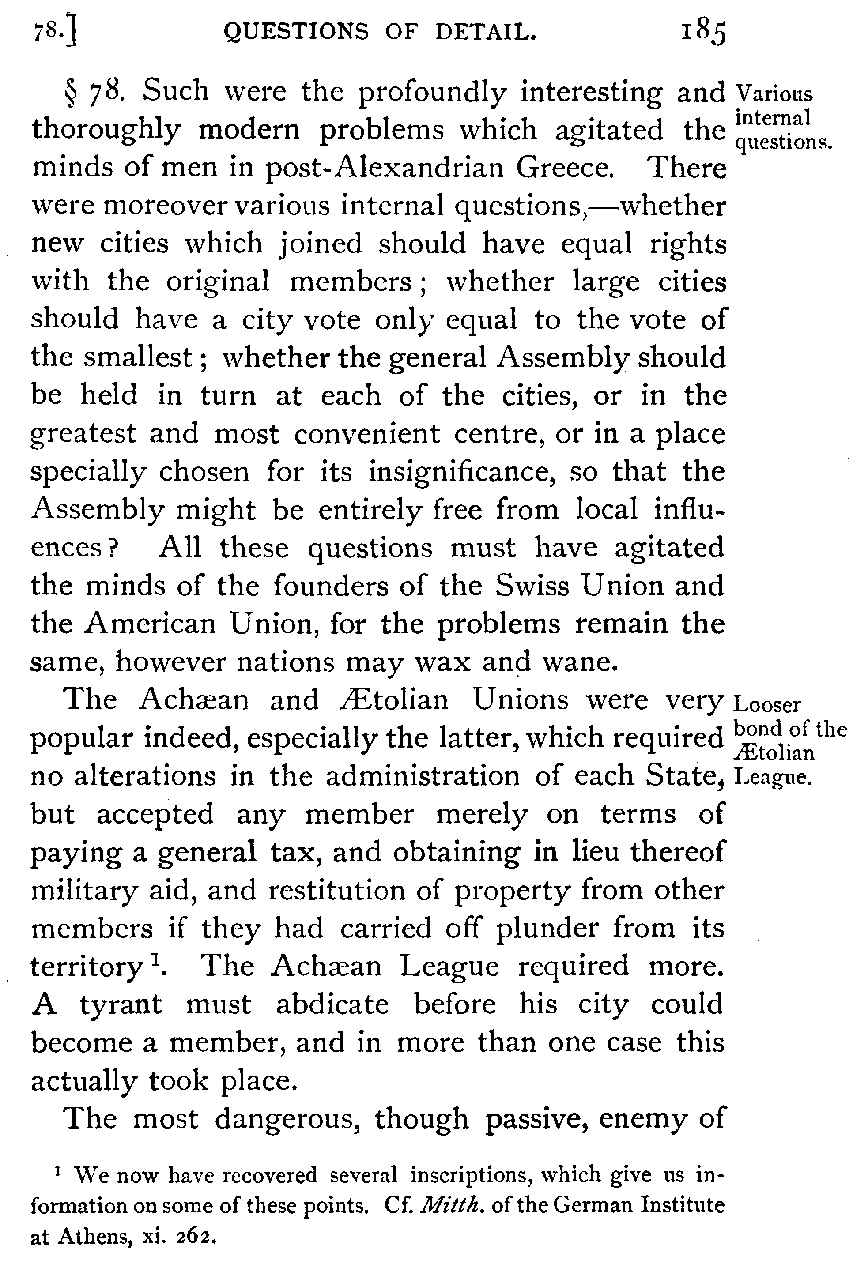 78.] QUESTIONS OF DETAIL. 185
§ 78. Such were the profoundly interesting and
thoroughly modern problems which agitated the
minds of men in post-Alexandrian Greece. There
were moreover various internal questions,—whether
new cities which joined should have equal rights
with the original members; whether large cities
should have a city vote only equal to the vote of
the smallest; whether the general Assembly should
be held in turn at each of the cities, or in the
greatest and most convenient centre, or in a place
specially chosen for its insignificance, so that the
Assembly might be entirely free from local influ-
ences? All these questions must have agitated
the minds of the founders of the Swiss Union and
the American Union, for the problems remain the
same, however nations may wax and wane.
Various
internal
questions.
The Achæan and Ætolian Unions were very
popular indeed, especially the latter, which required
no alterations in the administration of each State,
but accepted any member merely on terms of
paying a general tax, and obtaining in lieu thereof
military aid, and restitution of property from other
members if they had carried off plunder from its
territory ¹. The Achæan League required more.
A tyrant must abdicate before his city could
become a member, and in more than one case this
actually took place.
Looser
bond of the
Ætolian
League.
The most dangerous, though passive, enemy of
¹ We now have recovered several inscriptions, which give us in-
formation on some of these points. Cf. Mitth. of the German Institute
at Athens, xi. 262.